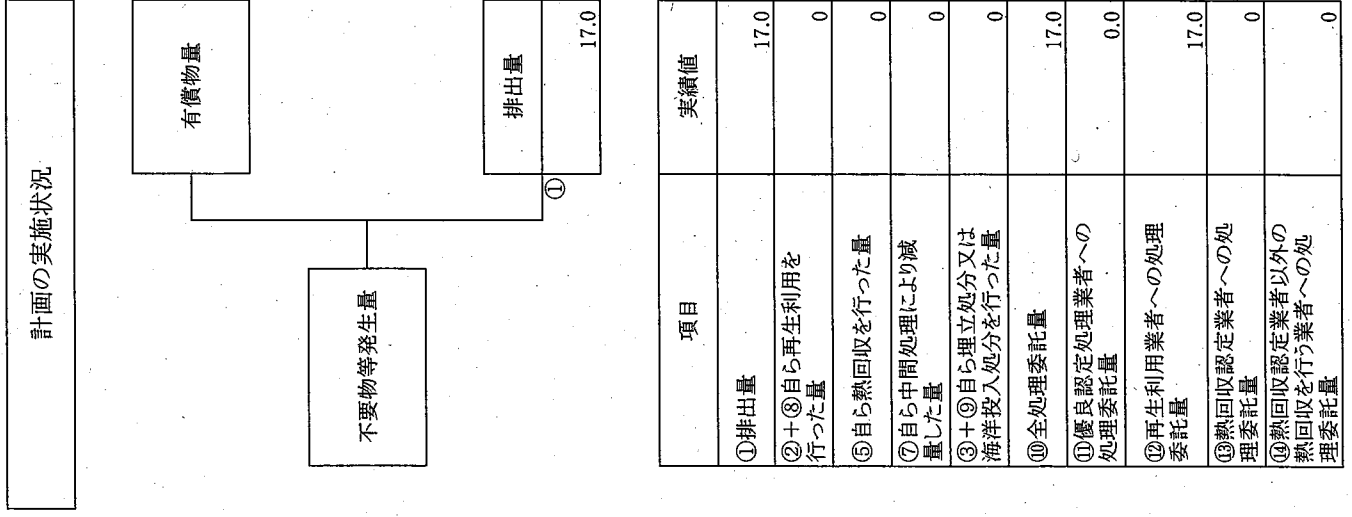 計画の実施状況
有償物量
不要物等発生量
排出量
①
17.0
項目
実績値
①排出量
17.0
②+⑧自ら再生利用を
行った量
0
⑤自ら熱回収を行った量
0
⑦自ら中間処理により減
量した量
0
③+⑨自ら埋立処分又は
海洋投入処分を行った量
0
⑩全処理委託量
17.0
⑪優良認定処理業者への
処理委託量
0.0
⑫再生利用業者への処理
委託量
17.0
⑬熱回収認定業者への処
理委託量
0
⑭熱回収認定業者以外の
熱回収を行う業者への処
理委託量
0